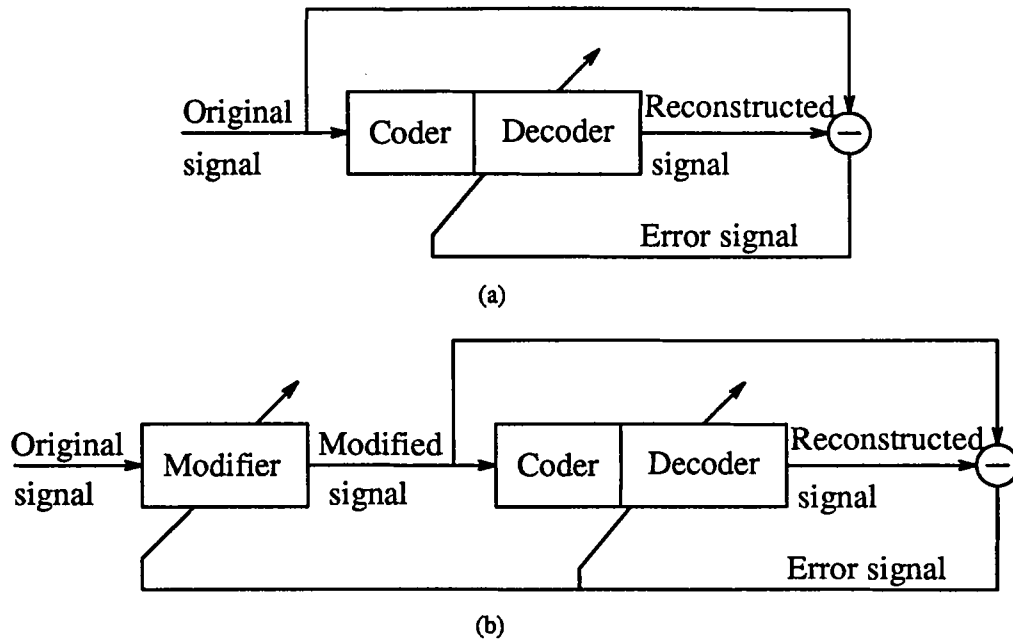 Original
signal
Coder
Decoder
Reconstructed
signal
−
Error signal
(a)
Original
signal
Modifier
Modified
signal
Coder
Decoder
Reconstructed
signal
−
Error signal
(b)